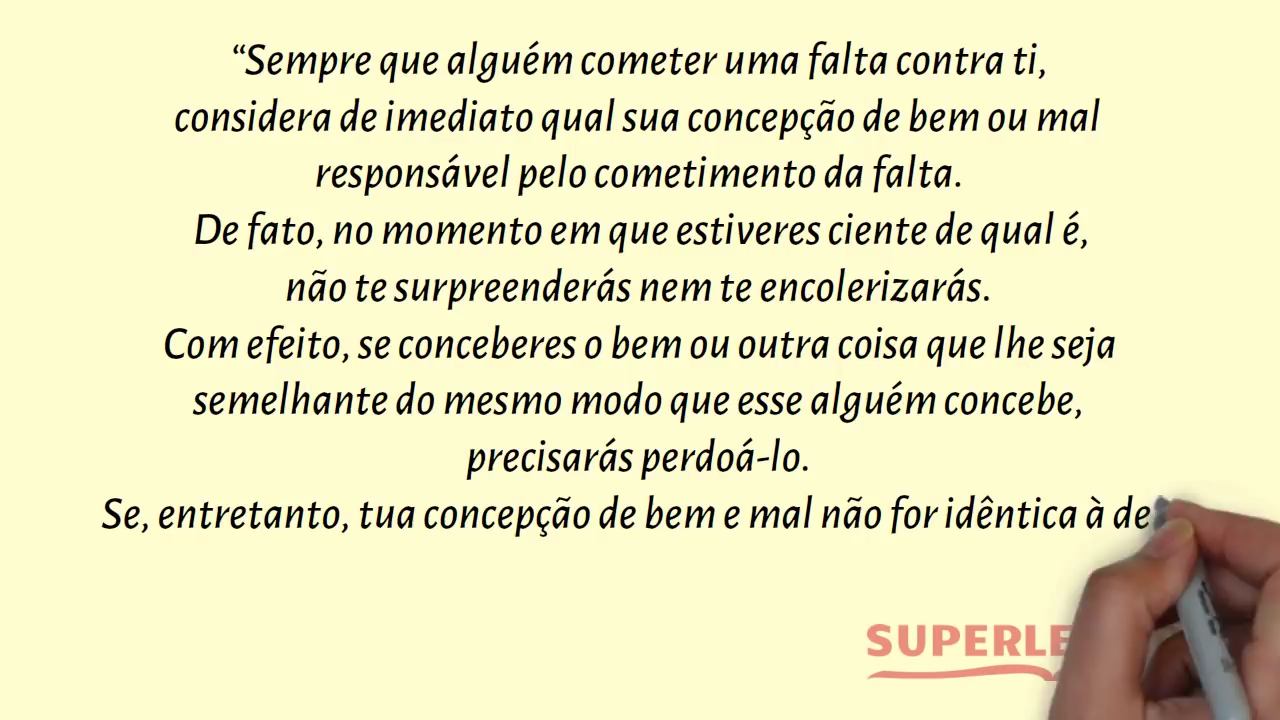 “Sempre que alguém cometer uma falta contra ti,
considera de imediato qual sua concepção de bem ou mal
responsável pelo cometimento da falta.
De fato, no momento em que estiveres ciente de qual é,
não te surpreenderás nem te encolerizarás.
Com efeito, se conceberes o bem ou outra coisa que lhe seja
semelhante do mesmo modo que esse alguém concebe,
precisarás perdoá-lo.
Se, entretanto, tua concepção de bem e mal não for idêntica à de